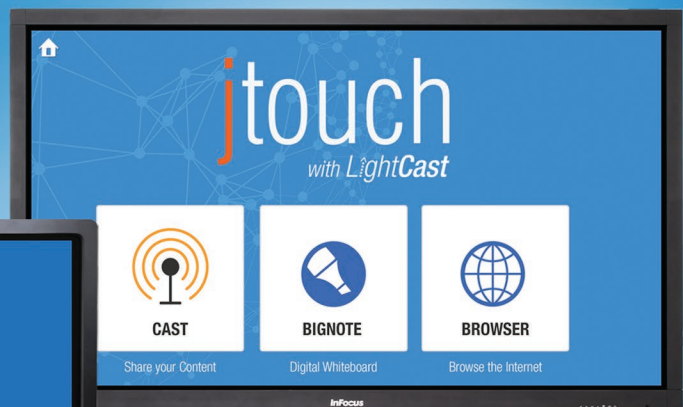 jtouch
with LightCast
CAST
BIGNOTE
BROWSER
Share your Content
Digital Whiteboard
Browse the Internet
InFocus